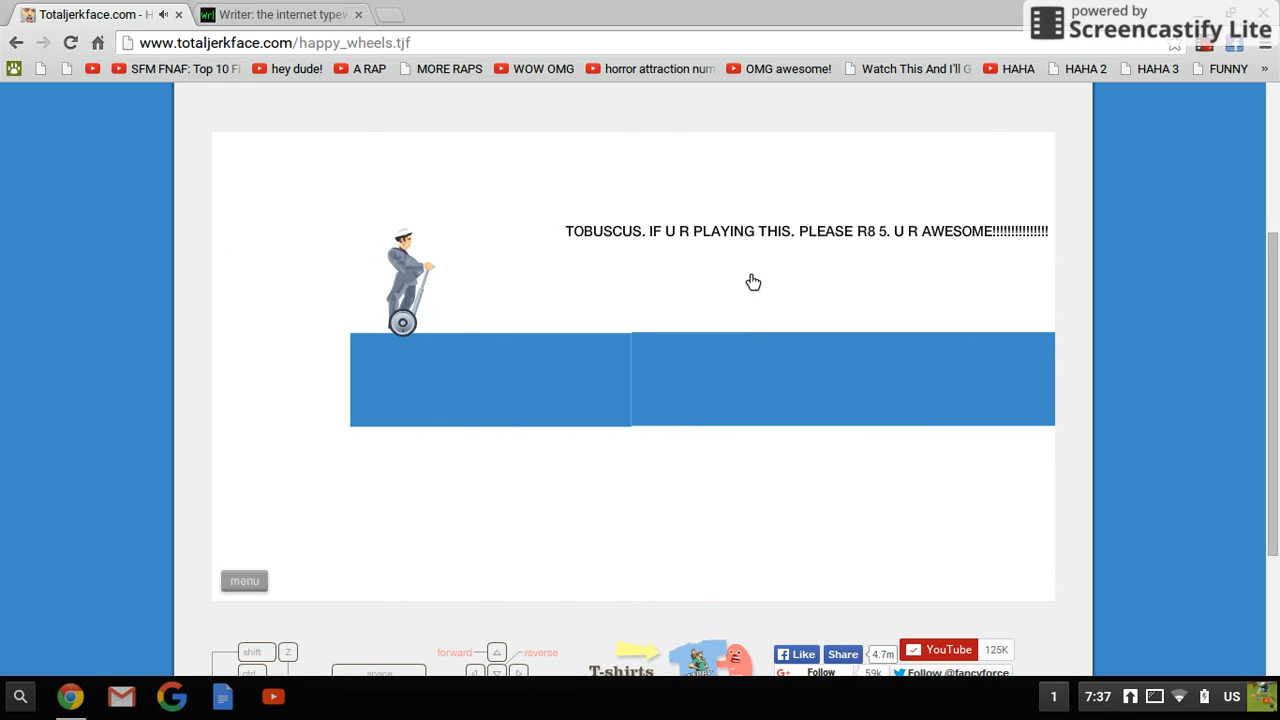 Totaljerkface.com - H
Writer: the internet typew
powered by
Screencastify Lite
www.totaljerkface.com/happy_wheels.tjf
SFM FNAF: Top 10 Fi
hey dude!
A RAP
MORE RAPS
WOW OMG
horror attraction num
OMG awesome!
Watch This And I'll G
HAHA
HAHA 2
HAHA 3
FUNNY
»
TOBUSCUS. IF U R PLAYING THIS. PLEASE R8 5. U R AWESOME!!!!!!!!!!!!!!!
menu
shift
Z
forward
reverse
ctrl
space
T-shirts
Like
Share
4.7m
YouTube
125K
Follow
59k
Follow @fancyforce
1
7:37
US